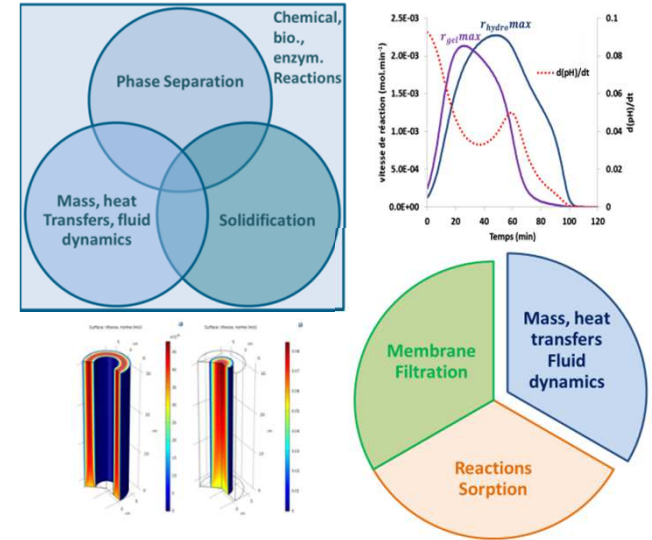 Chemical,
bio.,
enzym.
Reactions
Phase Separation
Mass, heat
Transfers, fluid
dynamics
Solidification
r_gel max
r_hydro max
d(pH)/dt
vitesse de réaction (mol.min⁻¹)
2.5E-03
2.0E-03
1.5E-03
1.0E-03
5.0E-04
0.0E+00
0 20 40 60 80 100 120
Temps (min)
0.1
0.08
0.06
0.04
0.02
0
d(pH)/dt
Membrane
Filtration
Mass, heat
transfers
Fluid
dynamics
Reactions
Sorption